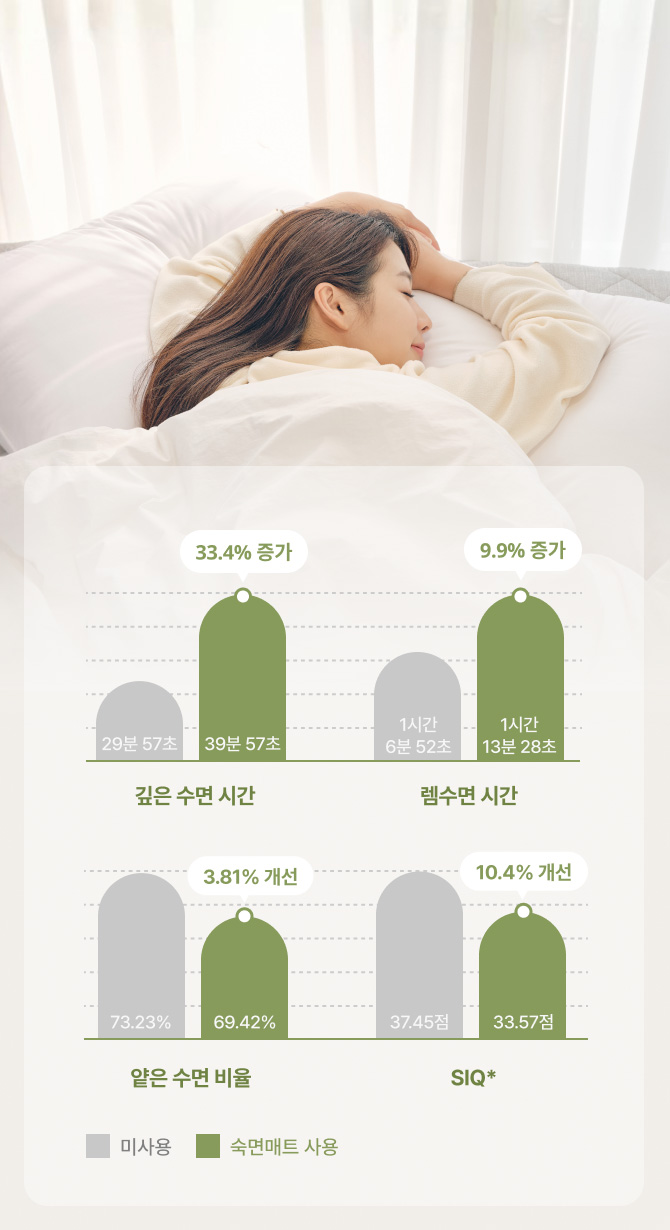 33.4% 증가
9.9% 증가
29분 57초
39분 57초
1시간
6분 52초
1시간
13분 28초
깊은 수면 시간
렘수면 시간
3.81% 개선
10.4% 개선
73.23%
69.42%
37.45점
33.57점
얕은 수면 비율
SIQ*
미사용
숙면매트 사용